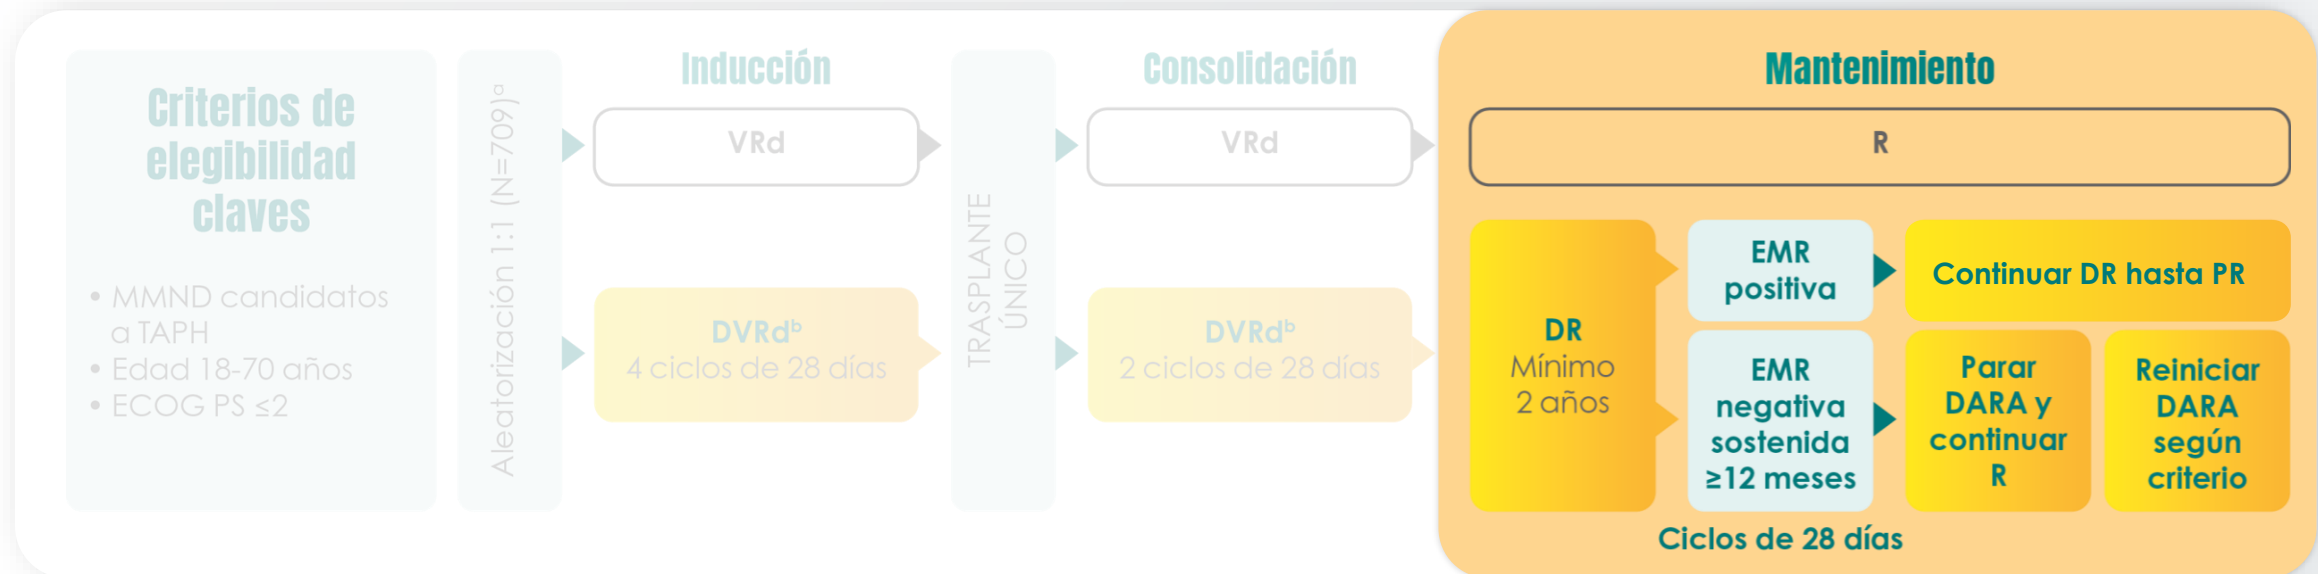 Criterios de
elegibilidad
claves
• MMND candidatos
a TAPH
• Edad 18-70 años
• ECOG PS ≤2
Aleatorización 1:1 (N=709)ᵃ
Inducción
VRd
DVRdᵇ
4 ciclos de 28 días
TRASPLANTE
ÚNICO
Consolidación
VRd
DVRdᵇ
2 ciclos de 28 días
Mantenimiento
R
DR
Mínimo
2 años
EMR
positiva
Continuar DR hasta PR
EMR
negativa
sostenida
≥12 meses
Parar
DARA y
continuar
R
Reiniciar
DARA
según
criterio
Ciclos de 28 días